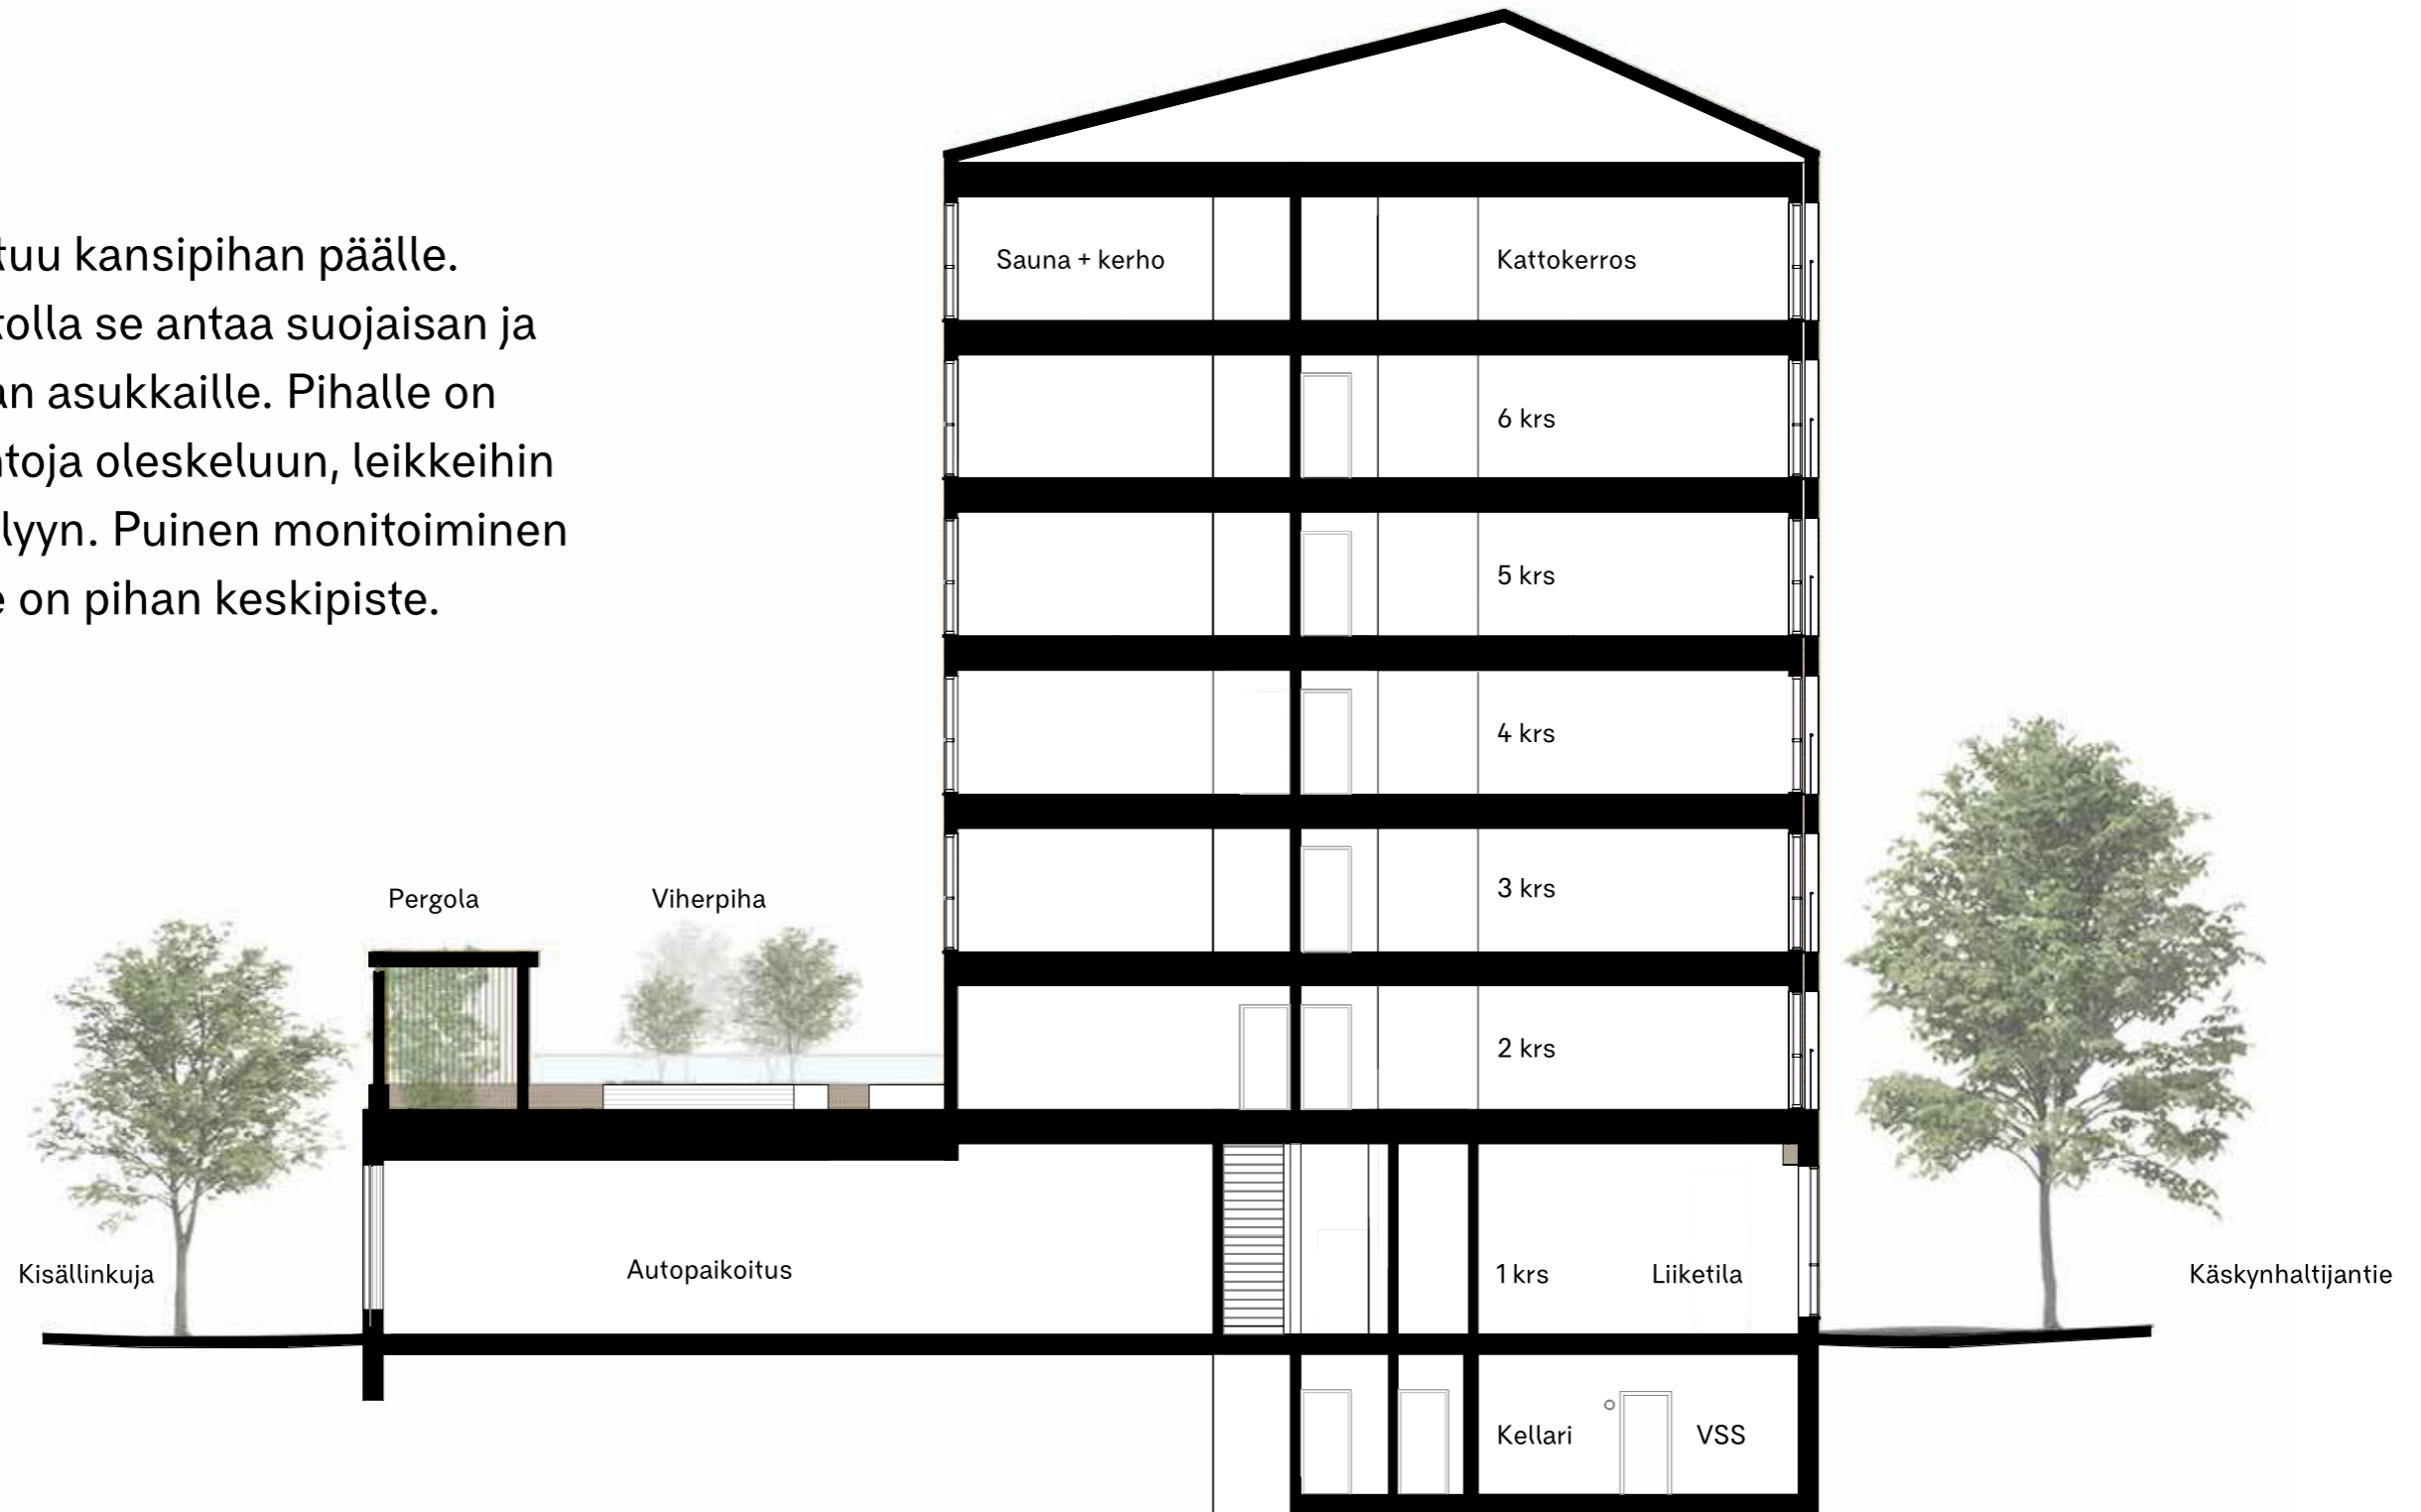 tuu kansipihan päälle.
tolla se antaa suojaisan ja
an asukkaille. Pihalle on
ntoja oleskeluun, leikkeihin
lyyn. Puinen monitoiminen
e on pihan keskipiste.
Sauna + kerho
Kattokerros
6 krs
5 krs
4 krs
3 krs
Pergola
Viherpiha
2 krs
Kisällinkuja
Autopaikoitus
1 krs
Liiketila
Käskynhaltijantie
Kellari
VSS